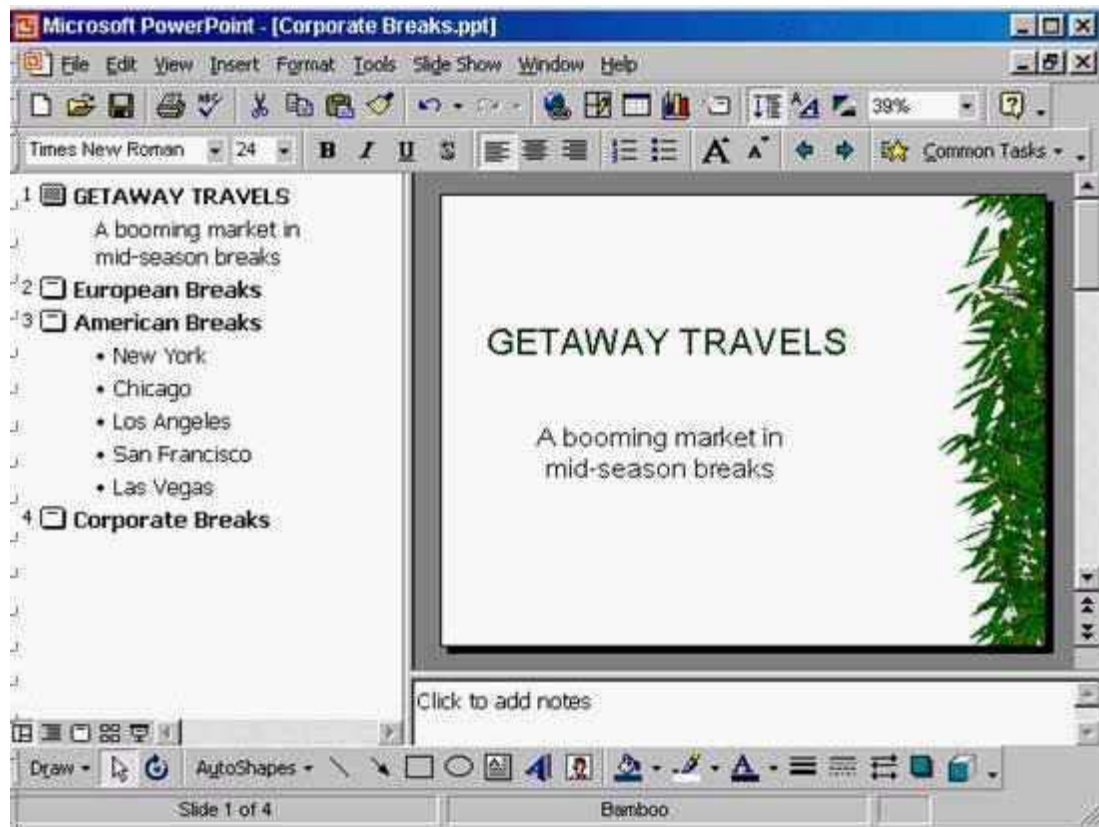 Microsoft PowerPoint - [Corporate Breaks.ppt]
File Edit View Insert Format Tools Slide Show Window Help
39%
Times New Roman 24 B I U S A A Common Tasks
1 GETAWAY TRAVELS
A booming market in
mid-season breaks
2 European Breaks
3 American Breaks
• New York
• Chicago
• Los Angeles
• San Francisco
• Las Vegas
4 Corporate Breaks
GETAWAY TRAVELS
A booming market in
mid-season breaks
Click to add notes
Draw AutoShapes
Slide 1 of 4 Bamboo